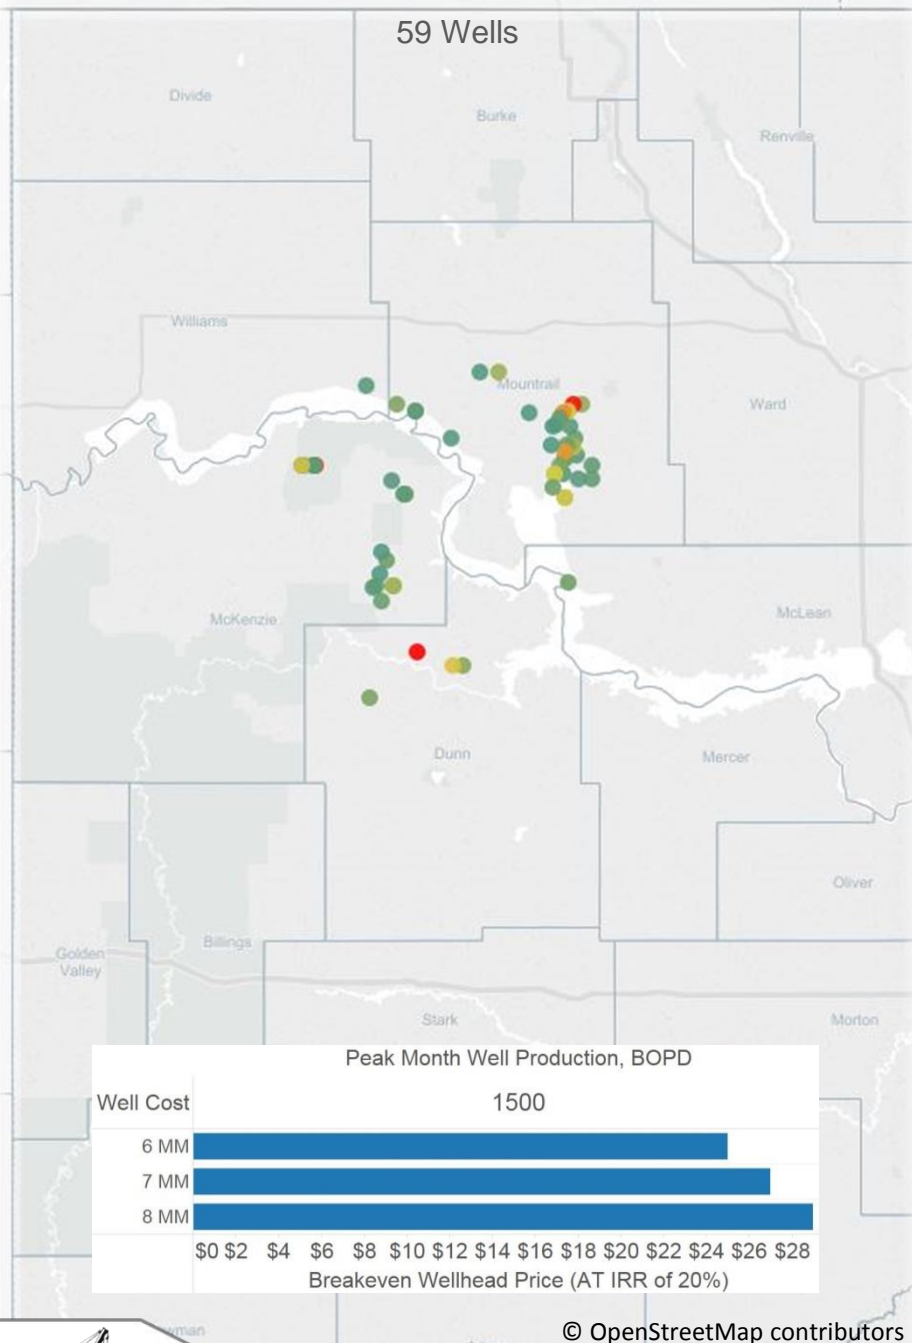 59 Wells
Divide
Burke
Renville
Williams
Mountrail
Ward
McKenzie
McLean
Dunn
Mercer
Oliver
Golden
Valley
Billings
Stark
Morton
Peak Month Well Production, BOPD
Well Cost 1500
6 MM
7 MM
8 MM
$0 $2 $4 $6 $8 $10 $12 $14 $16 $18 $20 $22 $24 $26 $28
Breakeven Wellhead Price (AT IRR of 20%)
© OpenStreetMap contributors